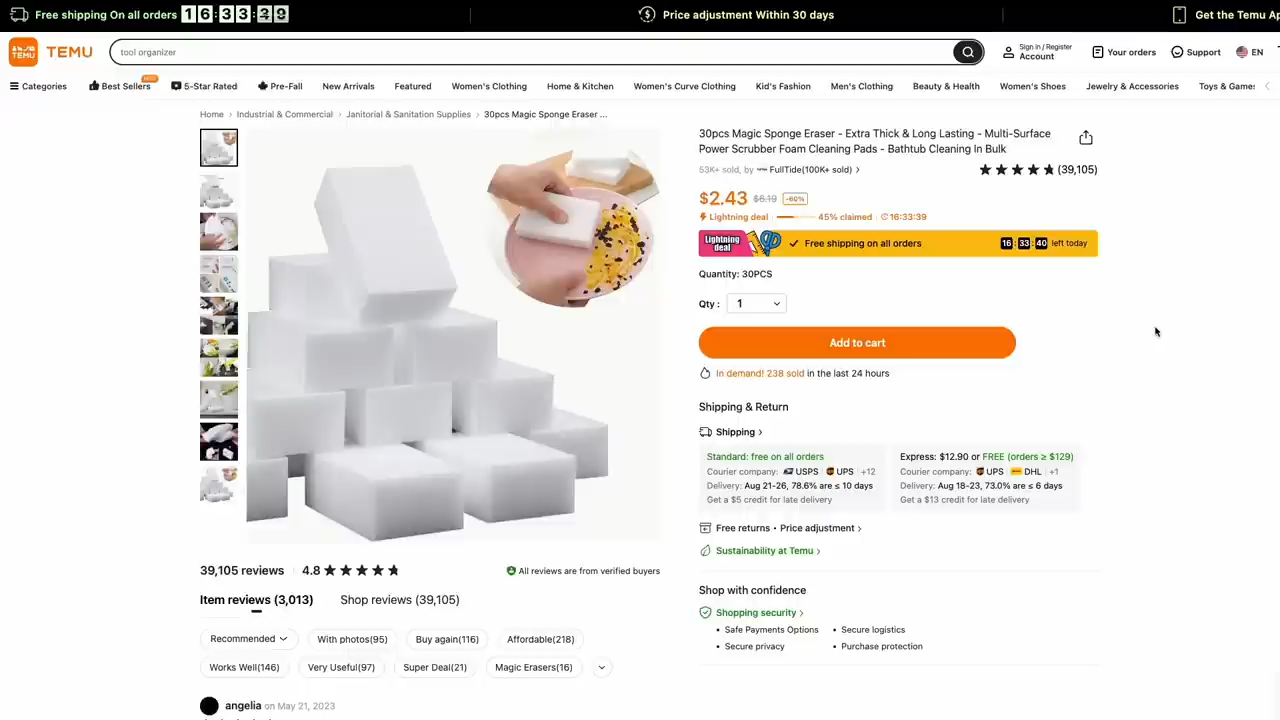 Free shipping On all orders 16 33
Price adjustment Within 30 days
Get the Temu Ap
TEMU
TEMU
tool organizer
Sign in / Register
Account
Your orders
Support
EN
Categories
Best Sellers
HOT
5-Star Rated
Pre-Fall
New Arrivals
Featured
Women's Clothing
Home & Kitchen
Women's Curve Clothing
Kid's Fashion
Men's Clothing
Beauty & Health
Women's Shoes
Jewelry & Accessories
Toys & Games
Home › Industrial & Commercial › Janitorial & Sanitation Supplies › 30pcs Magic Sponge Eraser ...
30pcs Magic Sponge Eraser - Extra Thick & Long Lasting - Multi-Surface
Power Scrubber Foam Cleaning Pads - Bathtub Cleaning In Bulk
53K+ sold, by FullTide(100K+ sold) ›
(39,105)
$2.43 $6.19 -60%
Lightning deal 45% claimed 16:33:39
Lightning
deal
Free shipping on all orders
16 : 33 : 40 left today
Quantity: 30PCS
Qty : 1
Add to cart
In demand! 238 sold in the last 24 hours
Shipping & Return
Shipping ›
Standard: free on all orders
Courier company: USPS UPS +12
Delivery: Aug 21-26, 78.6% are ≤ 10 days
Get a $5 credit for late delivery
Express: $12.90 or FREE (orders ≥ $129)
Courier company: UPS DHL +1
Delivery: Aug 18-23, 73.0% are ≤ 6 days
Get a $13 credit for late delivery
Free returns • Price adjustment ›
Sustainability at Temu ›
Shop with confidence
Shopping security ›
• Safe Payments Options
• Secure logistics
• Secure privacy
• Purchase protection
39,105 reviews 4.8
All reviews are from verified buyers
Item reviews (3,013)
Shop reviews (39,105)
Recommended
With photos(95)
Buy again(116)
Affordable(218)
Works Well(146)
Very Useful(97)
Super Deal(21)
Magic Erasers(16)
angelia on May 21, 2023